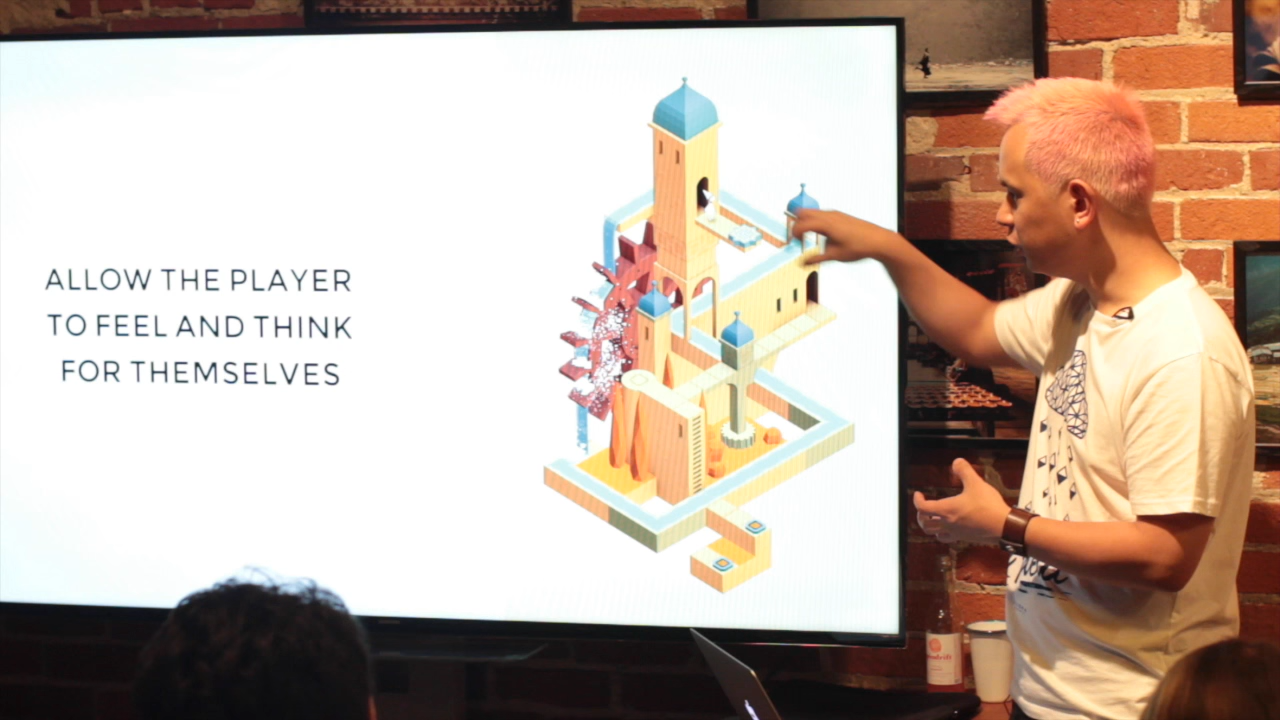 ALLOW THE PLAYER
TO FEEL AND THINK
FOR THEMSELVES